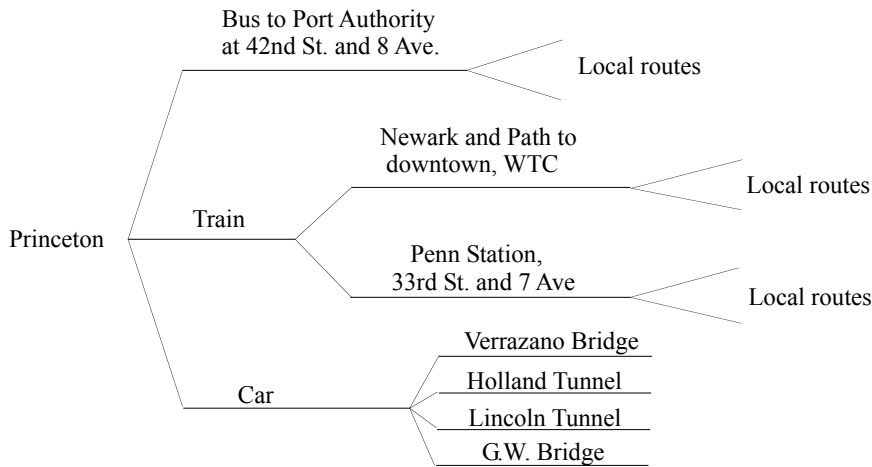 Bus to Port Authority
at 42nd St. and 8 Ave.
Local routes
Newark and Path to
downtown, WTC
Local routes
Train
Princeton
Penn Station,
33rd St. and 7 Ave
Local routes
Verrazano Bridge
Holland Tunnel
Car
Lincoln Tunnel
G.W. Bridge